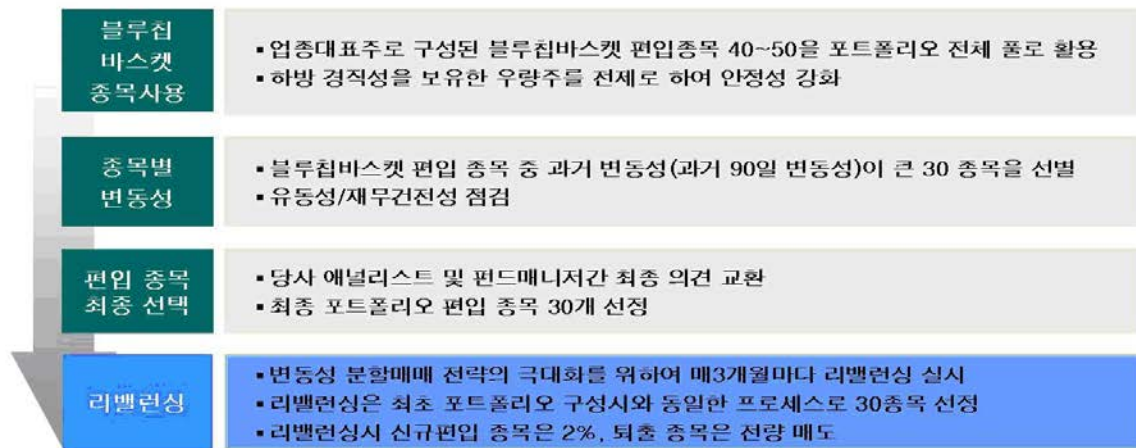 블루칩
바스켓
종목사용
▪ 업종대표주로 구성된 블루칩바스켓 편입종목 40~50을 포트폴리오 전체 풀로 활용
▪ 하방 경직성을 보유한 우량주를 전제로 하여 안정성 강화
종목별
변동성
▪ 블루칩바스켓 편입 종목 중 과거 변동성(과거 90일 변동성)이 큰 30 종목을 선별
▪ 유동성/재무건전성 점검
편입 종목
최종 선택
▪ 당사 애널리스트 및 펀드매니저간 최종 의견 교환
▪ 최종 포트폴리오 편입 종목 30개 선정
리밸런싱
▪ 변동성 분할매매 전략의 극대화를 위하여 매3개월마다 리밸런싱 실시
▪ 리밸런싱은 최초 포트폴리오 구성시와 동일한 프로세스로 30종목 선정
▪ 리밸런싱시 신규편입 종목은 2%, 퇴출 종목은 전량 매도